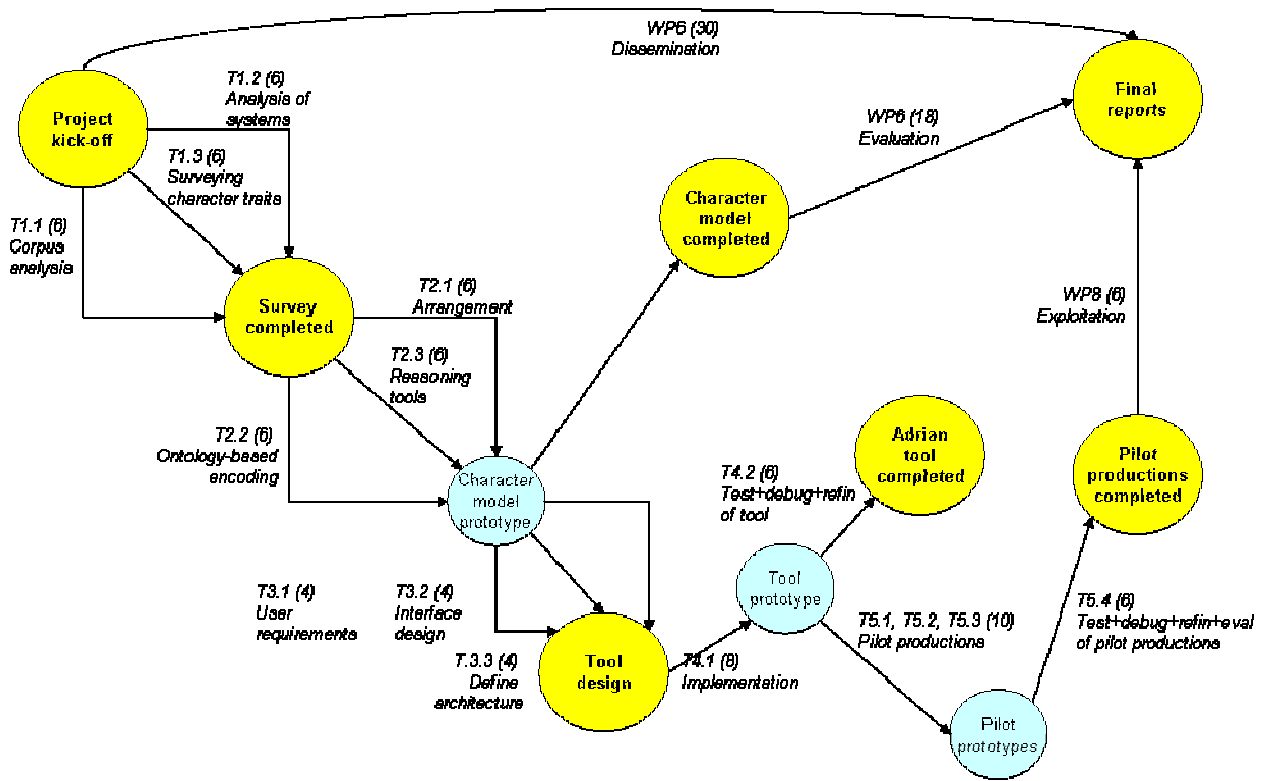 WP6 (30)
Dissemination
Project
kick-off
T1.2 (6)
Analysis of
systems
T1.3 (6)
Surveying
character traits
T1.1 (6)
Corpus
analysis
Final
reports
WP6 (18)
Evaluation
Character
model
completed
Survey
completed
T2.1 (6)
Arrangement
T2.3 (6)
Reasoning
tools
T2.2 (6)
Ontology-based
encoding
WP8 (6)
Exploitation
Character
model
prototype
Adrian
tool
completed
Pilot
productions
completed
T4.2 (6)
Test+debug+refin
of tool
T3.1 (4)
User
requirements
T3.2 (4)
Interface
design
Tool
prototype
T5.1, T5.2, T5.3 (10)
Pilot productions
T5.4 (6)
Test+debug+refin+eval
of pilot productions
T.3.3 (4)
Define
architecture
Tool
design
T4.1 (8)
Implementation
Pilot
prototypes